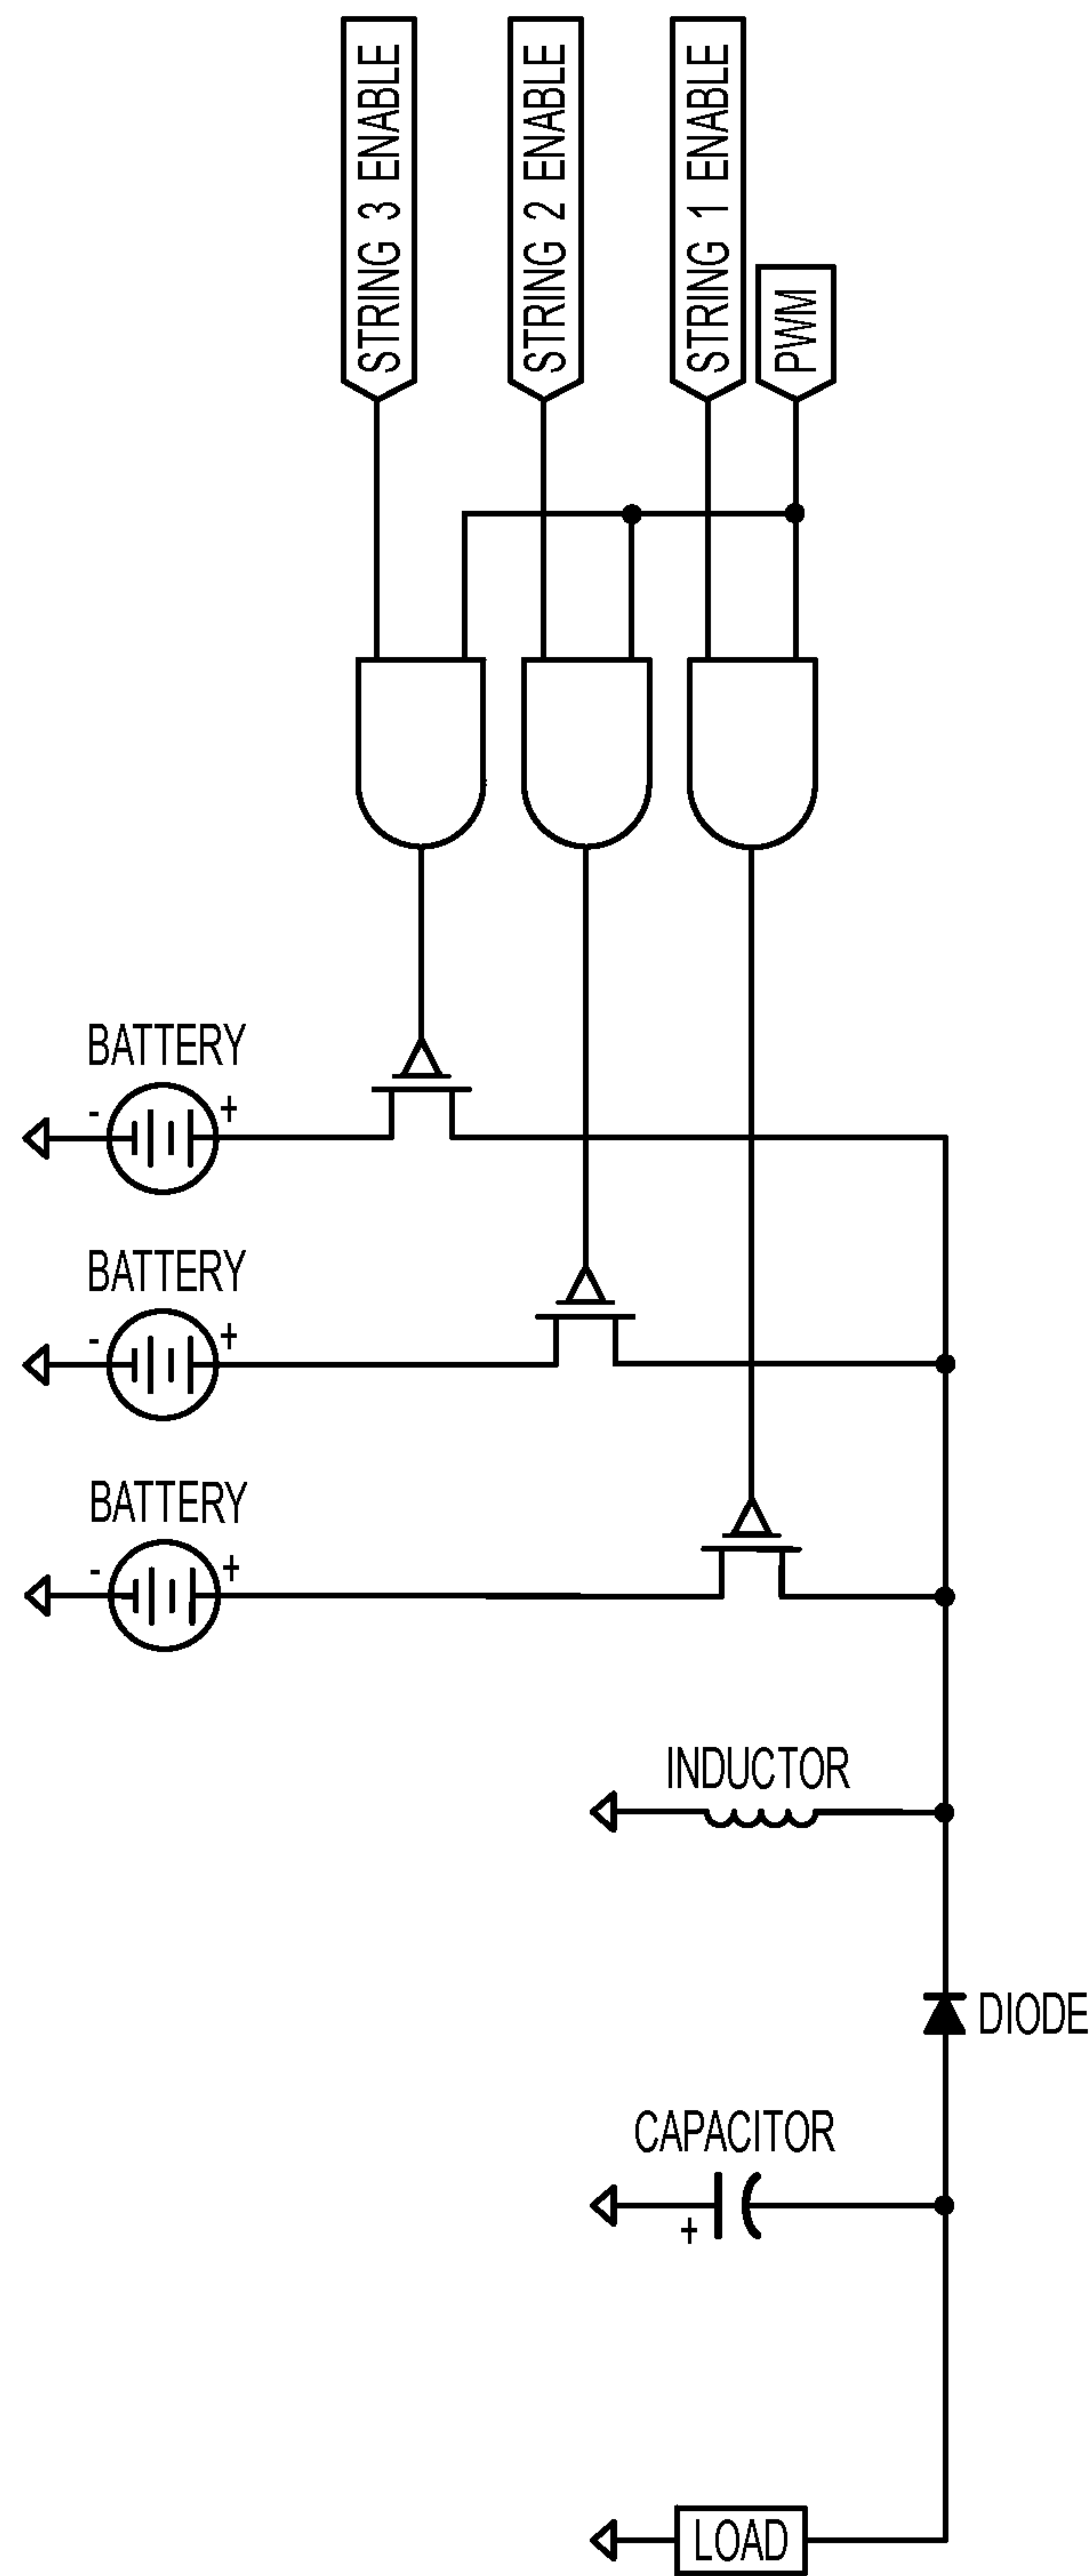 STRING 3 ENABLE
STRING 2 ENABLE
STRING 1 ENABLE
PWM
BATTERY
- +
BATTERY
- +
BATTERY
- +
INDUCTOR
DIODE
CAPACITOR
+
LOAD